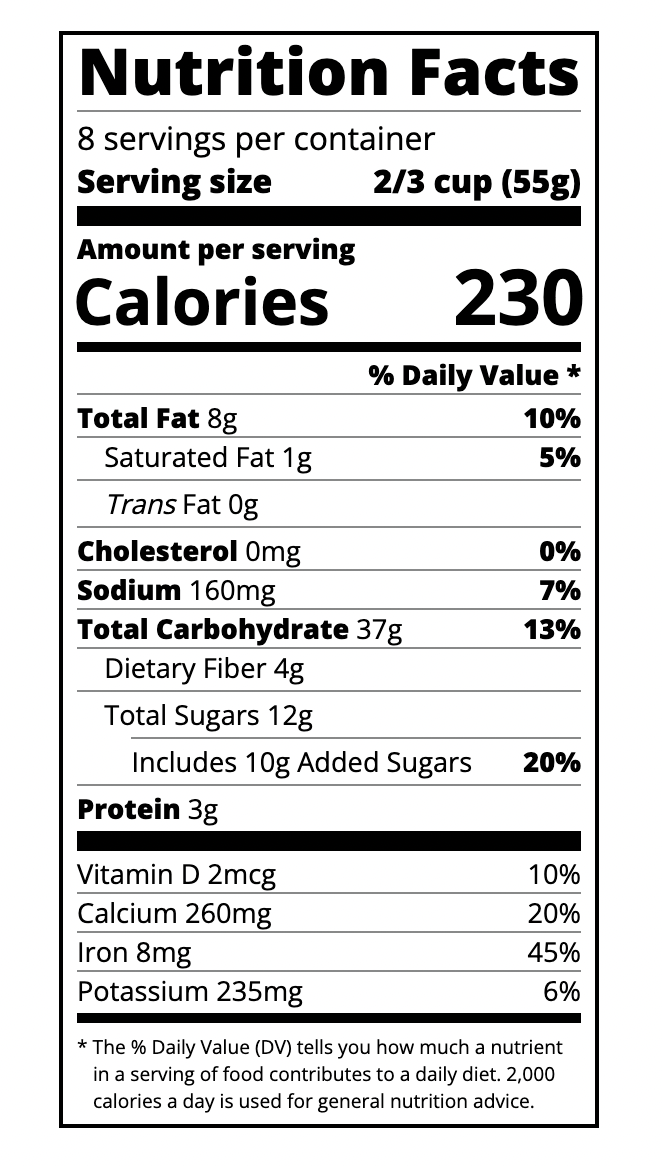 Nutrition Facts
8 servings per container
Serving size 2/3 cup (55g)
Amount per serving
Calories 230
% Daily Value *
Total Fat 8g 10%
Saturated Fat 1g 5%
Trans Fat 0g
Cholesterol 0mg 0%
Sodium 160mg 7%
Total Carbohydrate 37g 13%
Dietary Fiber 4g
Total Sugars 12g
Includes 10g Added Sugars 20%
Protein 3g
Vitamin D 2mcg 10%
Calcium 260mg 20%
Iron 8mg 45%
Potassium 235mg 6%
* The % Daily Value (DV) tells you how much a nutrient
in a serving of food contributes to a daily diet. 2,000
calories a day is used for general nutrition advice.